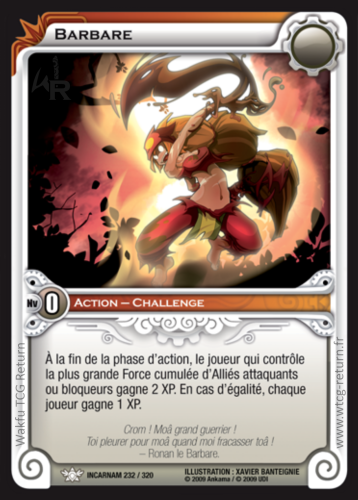 BARBARE
Nv 0 ACTION – CHALLENGE
À la fin de la phase d'action, le joueur qui contrôle
la plus grande Force cumulée d'Alliés attaquants
ou bloqueurs gagne 2 XP. En cas d'égalité, chaque
joueur gagne 1 XP.
Crom ! Moâ grand guerrier !
Toi pleurer pour moâ quand moi fracasser toâ !
– Ronan le Barbare.
INCARNAM 232 / 320
ILLUSTRATION : XAVIER BANTEIGNIE
© 2009 Ankama / © 2009 UDI
Wakfu TCG Return
www.wtcg-return.fr